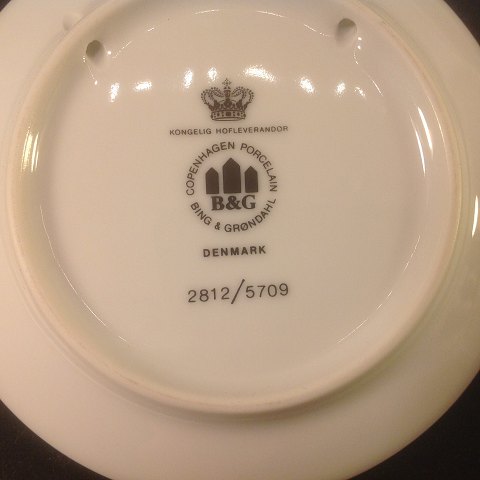 KONGELIG HOFLEVERANDØR
COPENHAGEN PORCELAIN
B&G
BING & GRØNDAHL
DENMARK
2812/5709